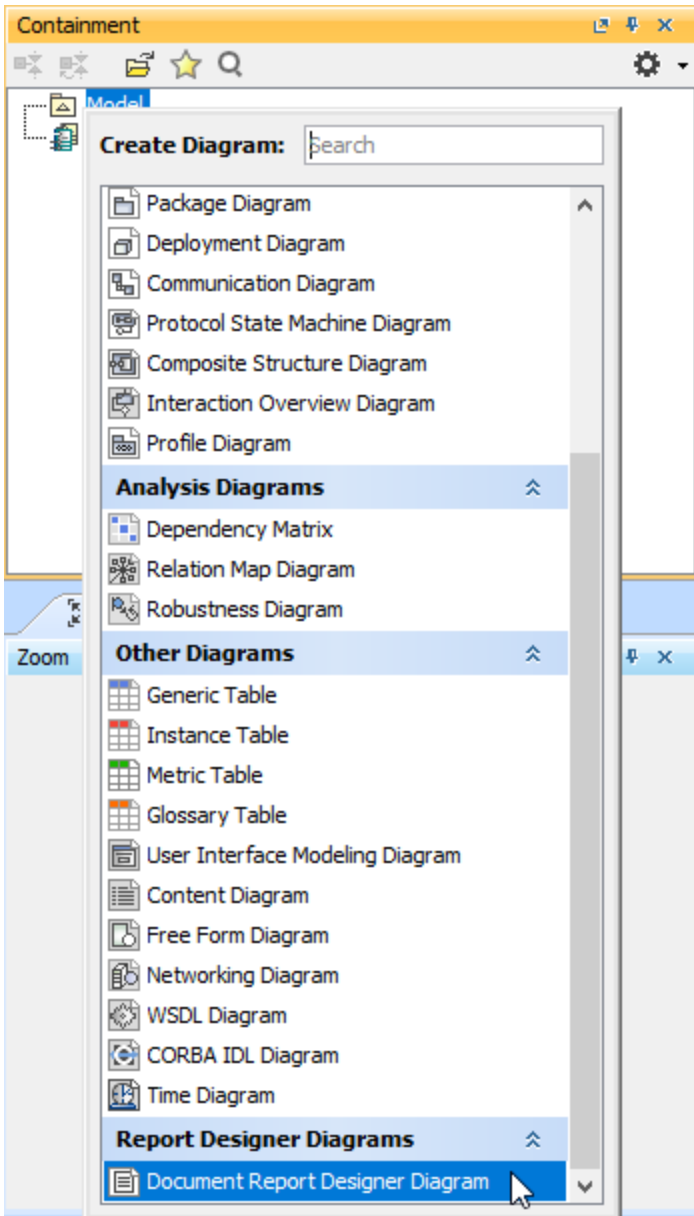 Containment
Model
Create Diagram: Search
Package Diagram
Deployment Diagram
Communication Diagram
Protocol State Machine Diagram
Composite Structure Diagram
Interaction Overview Diagram
Profile Diagram
Analysis Diagrams
Dependency Matrix
Relation Map Diagram
Robustness Diagram
Zoom
Other Diagrams
Generic Table
Instance Table
Metric Table
Glossary Table
User Interface Modeling Diagram
Content Diagram
Free Form Diagram
Networking Diagram
WSDL Diagram
CORBA IDL Diagram
Time Diagram
Report Designer Diagrams
Document Report Designer Diagram